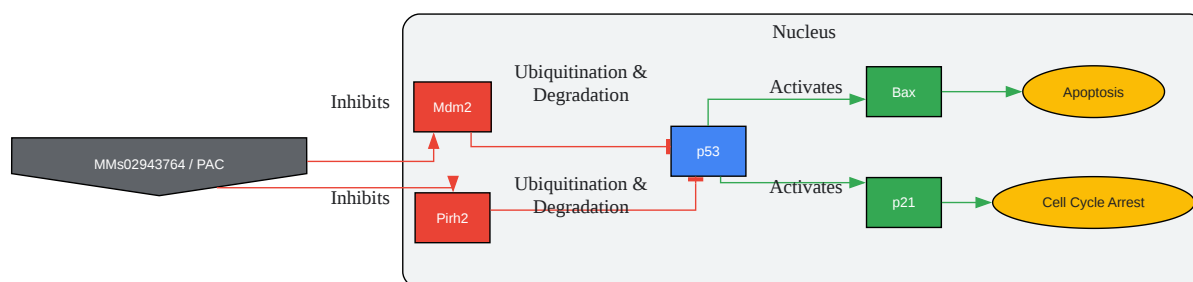 Nucleus
Ubiquitination &
Degradation
Activates
Inhibits
Mdm2
Bax
Apoptosis
MMs02943764 / PAC
p53
Ubiquitination &
Degradation
Activates
Inhibits
Pirh2
p21
Cell Cycle Arrest